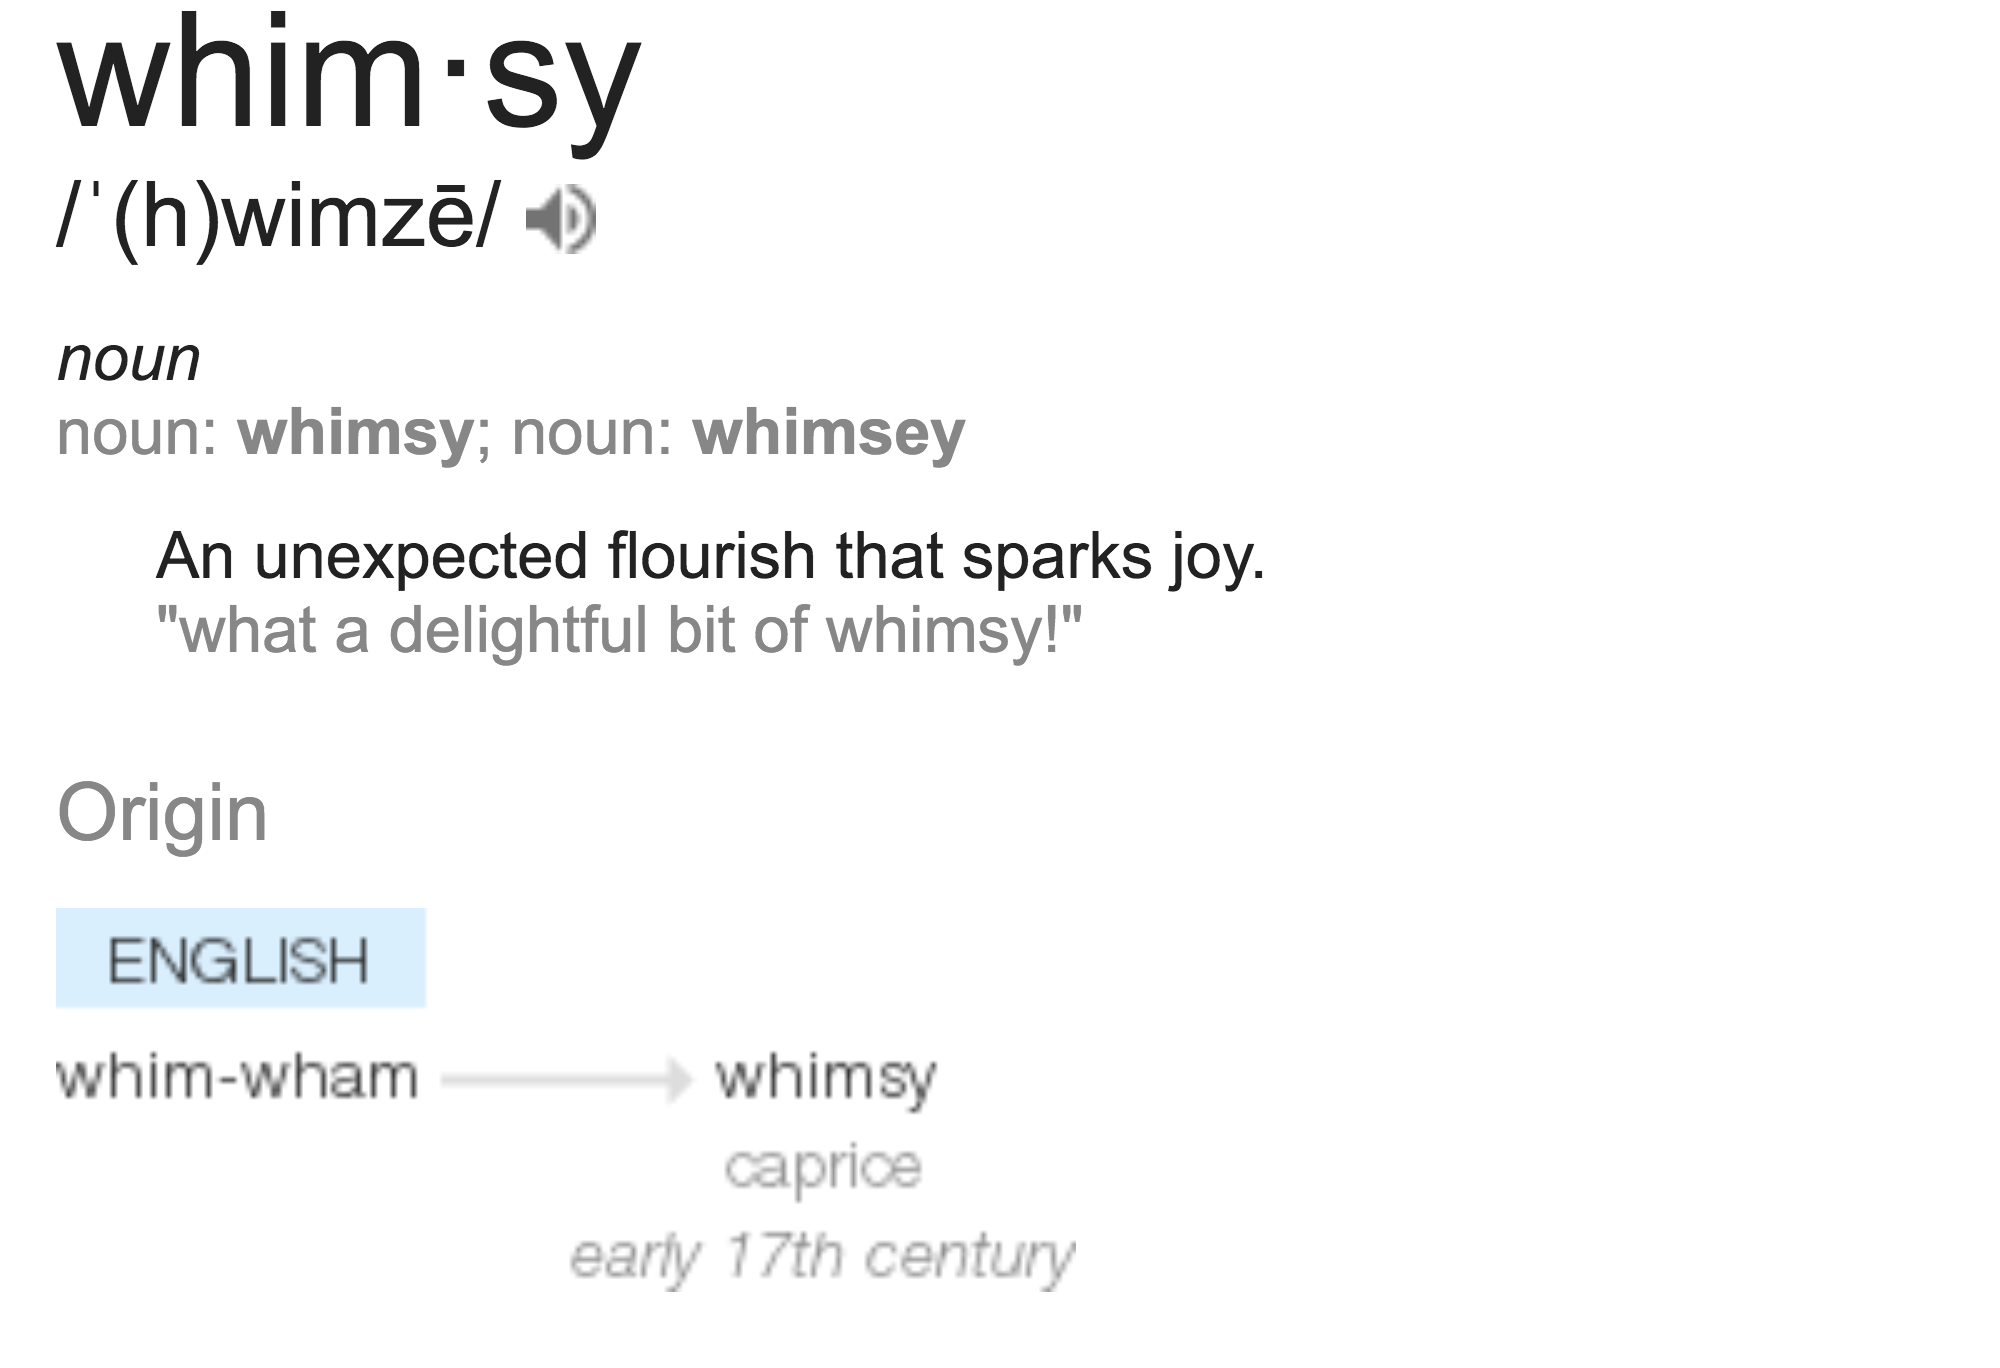 whim·sy
/ˈ(h)wimzē/
noun
noun: whimsy; noun: whimsey
An unexpected flourish that sparks joy.
"what a delightful bit of whimsy!"
Origin
ENGLISH
whim-wham whimsy
caprice
early 17th century